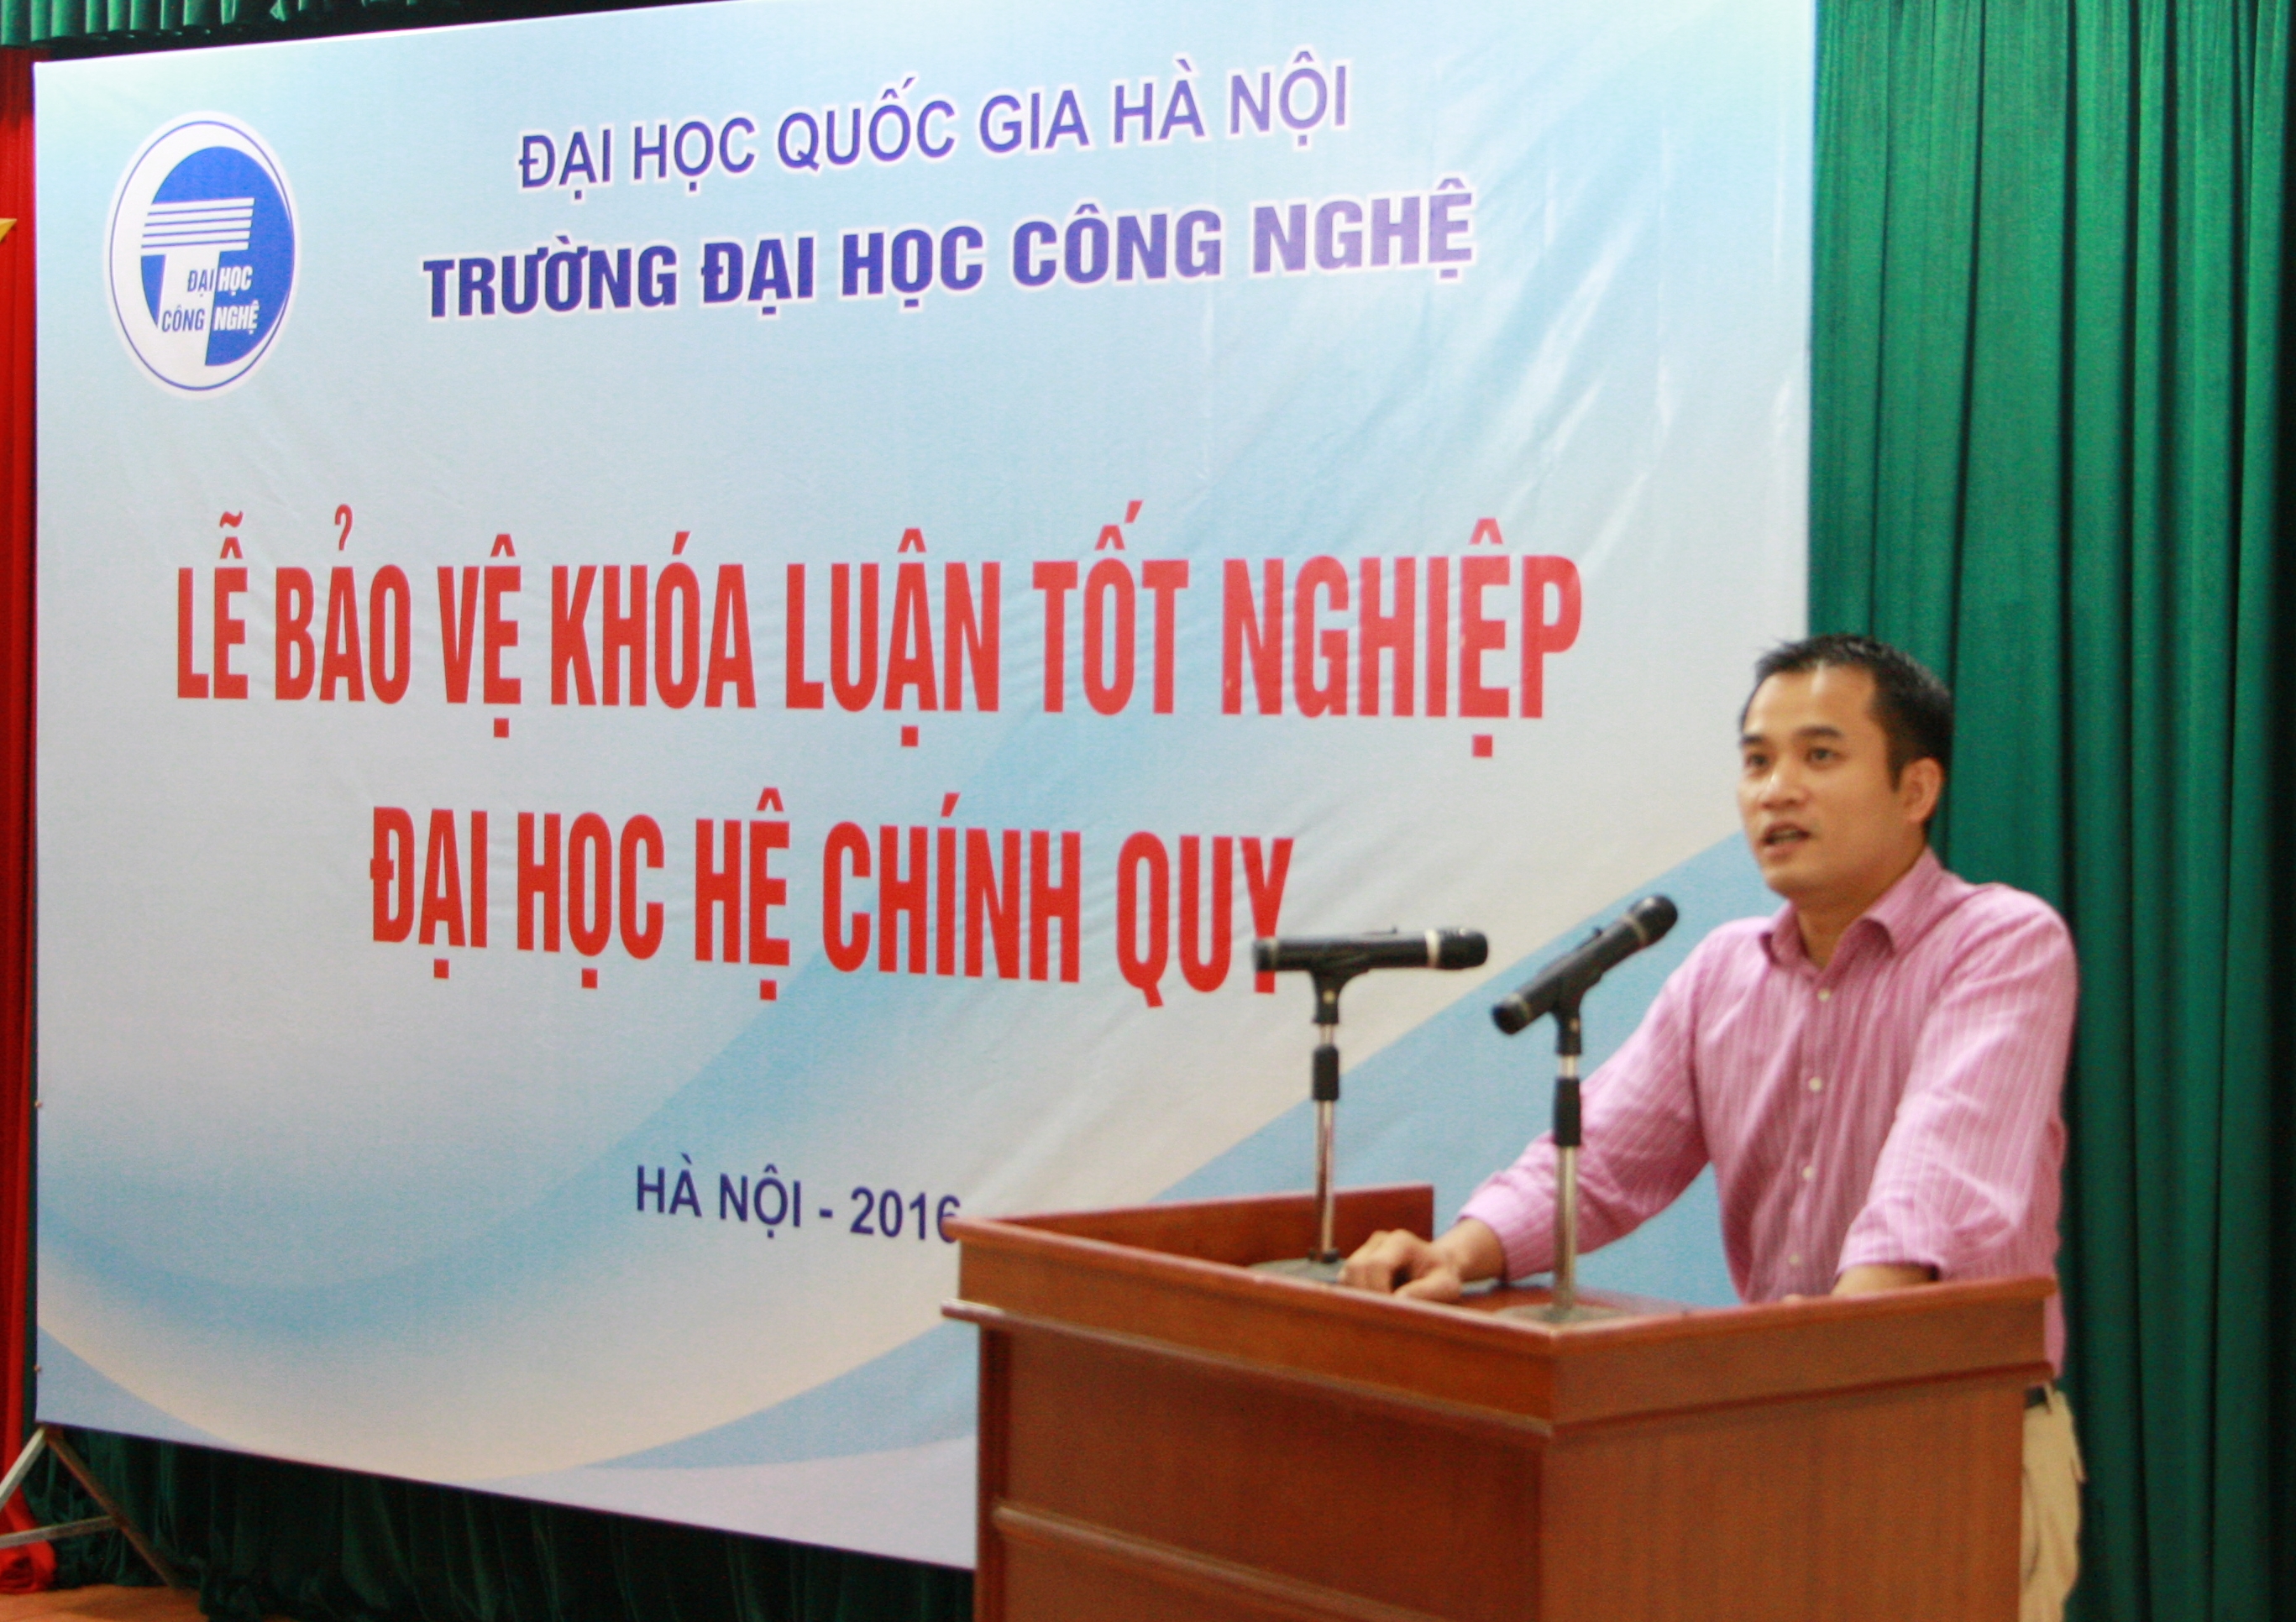 ĐẠI HỌC QUỐC GIA HÀ NỘI
TRƯỜNG ĐẠI HỌC CÔNG NGHỆ
ĐẠI HỌC
CÔNG NGHỆ
LỄ BẢO VỆ KHÓA LUẬN TỐT NGHIỆP
ĐẠI HỌC HỆ CHÍNH QUY
HÀ NỘI - 2016